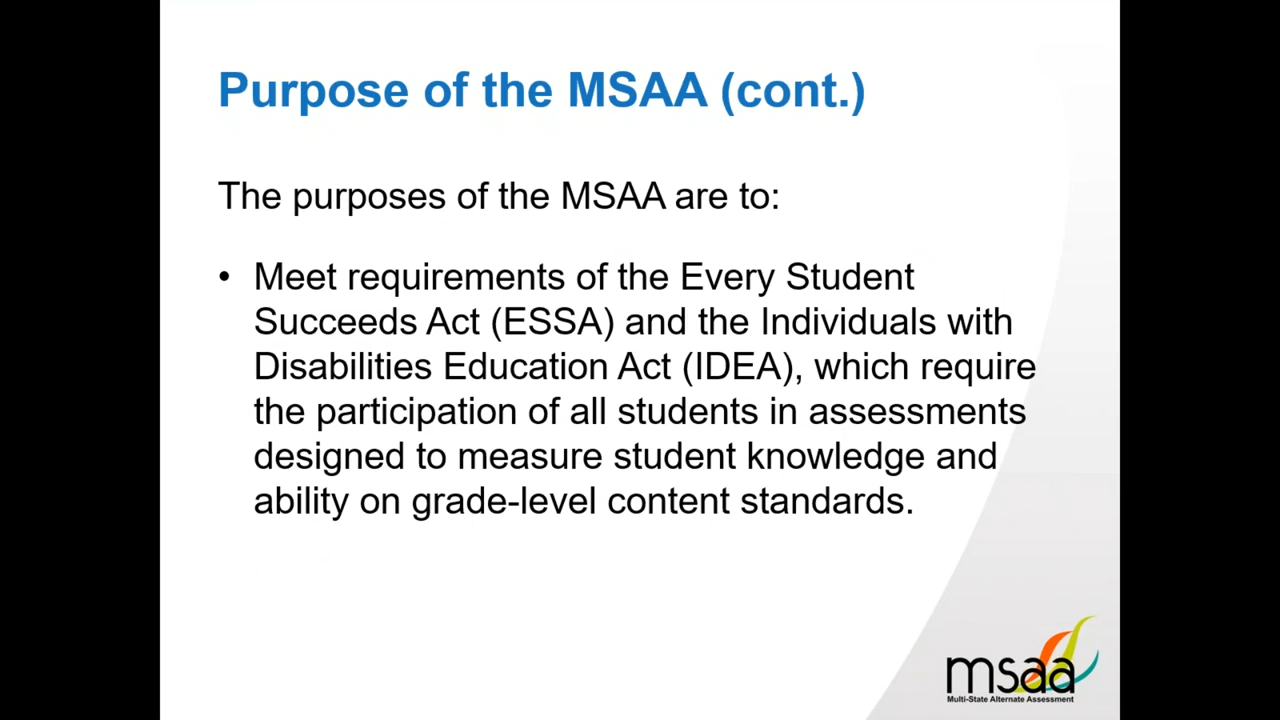 Purpose of the MSAA (cont.)
The purposes of the MSAA are to:
• Meet requirements of the Every Student
Succeeds Act (ESSA) and the Individuals with
Disabilities Education Act (IDEA), which require
the participation of all students in assessments
designed to measure student knowledge and
ability on grade-level content standards.
msaa
Multi-State Alternate Assessment